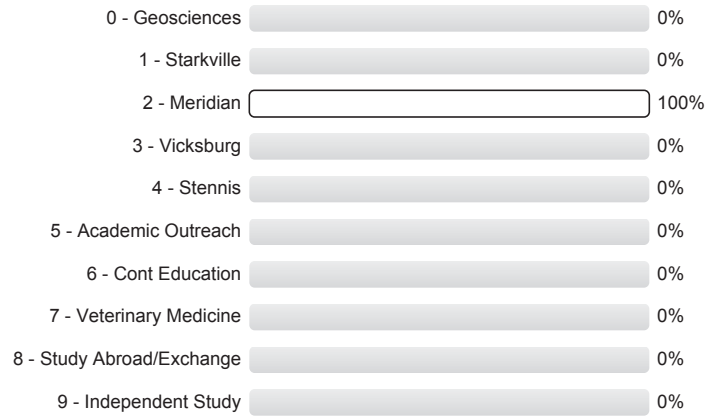 0 - Geosciences 0%
1 - Starkville 0%
2 - Meridian 100%
3 - Vicksburg 0%
4 - Stennis 0%
5 - Academic Outreach 0%
6 - Cont Education 0%
7 - Veterinary Medicine 0%
8 - Study Abroad/Exchange 0%
9 - Independent Study 0%